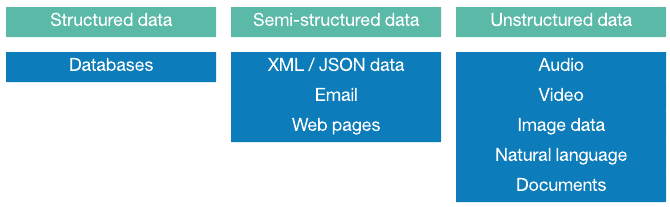 Structured data
Databases
Semi-structured data
XML / JSON data
Email
Web pages
Unstructured data
Audio
Video
Image data
Natural language
Documents